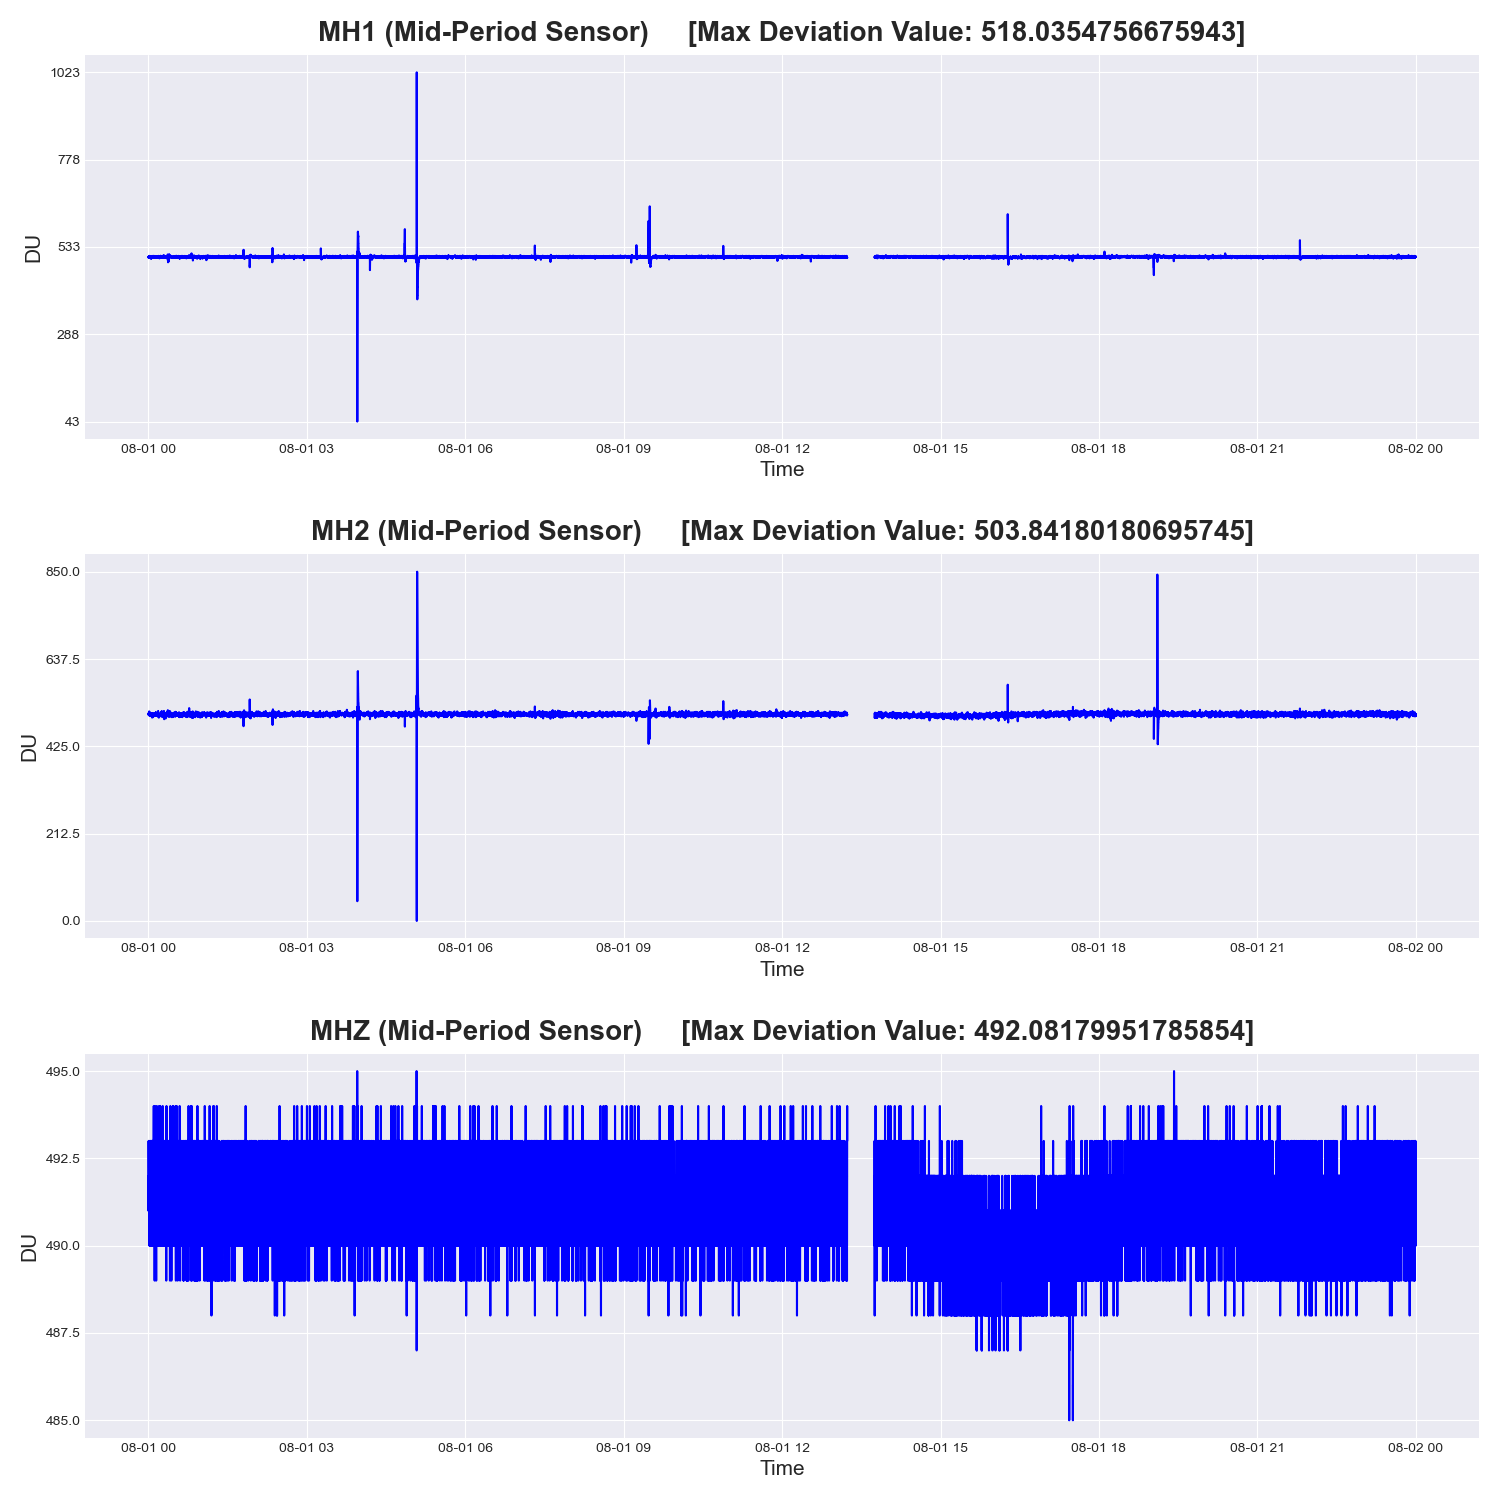 MH1 (Mid-Period Sensor) [Max Deviation Value: 518.0354756675943]
1023
778
533
288
43
DU
08-01 00 08-01 03 08-01 06 08-01 09 08-01 12 08-01 15 08-01 18 08-01 21 08-02 00
Time
MH2 (Mid-Period Sensor) [Max Deviation Value: 503.84180180695745]
850.0
637.5
425.0
212.5
0.0
DU
08-01 00 08-01 03 08-01 06 08-01 09 08-01 12 08-01 15 08-01 18 08-01 21 08-02 00
Time
MHZ (Mid-Period Sensor) [Max Deviation Value: 492.08179951785854]
495.0
492.5
490.0
487.5
485.0
DU
08-01 00 08-01 03 08-01 06 08-01 09 08-01 12 08-01 15 08-01 18 08-01 21 08-02 00
Time